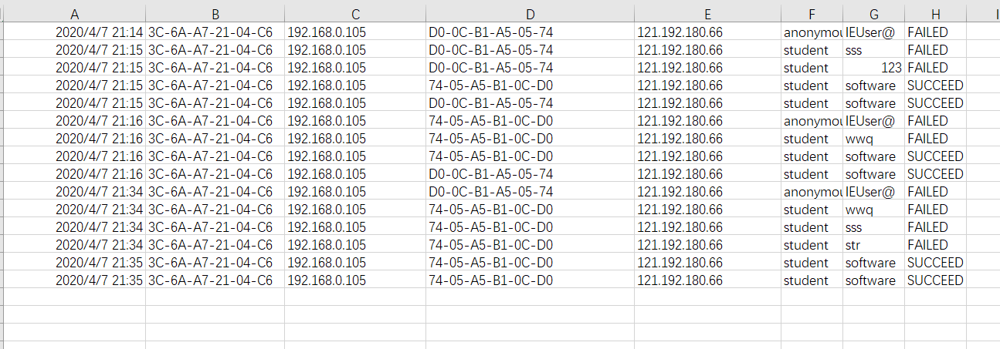 A B C D E F G H I
2020/4/7 21:14 3C-6A-A7-21-04-C6 192.168.0.105 D0-0C-B1-A5-05-74 121.192.180.66 anonymou IEUser@ FAILED
2020/4/7 21:15 3C-6A-A7-21-04-C6 192.168.0.105 D0-0C-B1-A5-05-74 121.192.180.66 student sss FAILED
2020/4/7 21:15 3C-6A-A7-21-04-C6 192.168.0.105 D0-0C-B1-A5-05-74 121.192.180.66 student 123 FAILED
2020/4/7 21:15 3C-6A-A7-21-04-C6 192.168.0.105 74-05-A5-B1-0C-D0 121.192.180.66 student software SUCCEED
2020/4/7 21:15 3C-6A-A7-21-04-C6 192.168.0.105 D0-0C-B1-A5-05-74 121.192.180.66 student software SUCCEED
2020/4/7 21:16 3C-6A-A7-21-04-C6 192.168.0.105 74-05-A5-B1-0C-D0 121.192.180.66 anonymou IEUser@ FAILED
2020/4/7 21:16 3C-6A-A7-21-04-C6 192.168.0.105 74-05-A5-B1-0C-D0 121.192.180.66 student wwq FAILED
2020/4/7 21:16 3C-6A-A7-21-04-C6 192.168.0.105 74-05-A5-B1-0C-D0 121.192.180.66 student software SUCCEED
2020/4/7 21:16 3C-6A-A7-21-04-C6 192.168.0.105 D0-0C-B1-A5-05-74 121.192.180.66 student software SUCCEED
2020/4/7 21:34 3C-6A-A7-21-04-C6 192.168.0.105 D0-0C-B1-A5-05-74 121.192.180.66 anonymou IEUser@ FAILED
2020/4/7 21:34 3C-6A-A7-21-04-C6 192.168.0.105 74-05-A5-B1-0C-D0 121.192.180.66 student wwq FAILED
2020/4/7 21:34 3C-6A-A7-21-04-C6 192.168.0.105 74-05-A5-B1-0C-D0 121.192.180.66 student sss FAILED
2020/4/7 21:34 3C-6A-A7-21-04-C6 192.168.0.105 74-05-A5-B1-0C-D0 121.192.180.66 student str FAILED
2020/4/7 21:35 3C-6A-A7-21-04-C6 192.168.0.105 74-05-A5-B1-0C-D0 121.192.180.66 student software SUCCEED
2020/4/7 21:35 3C-6A-A7-21-04-C6 192.168.0.105 74-05-A5-B1-0C-D0 121.192.180.66 student software SUCCEED